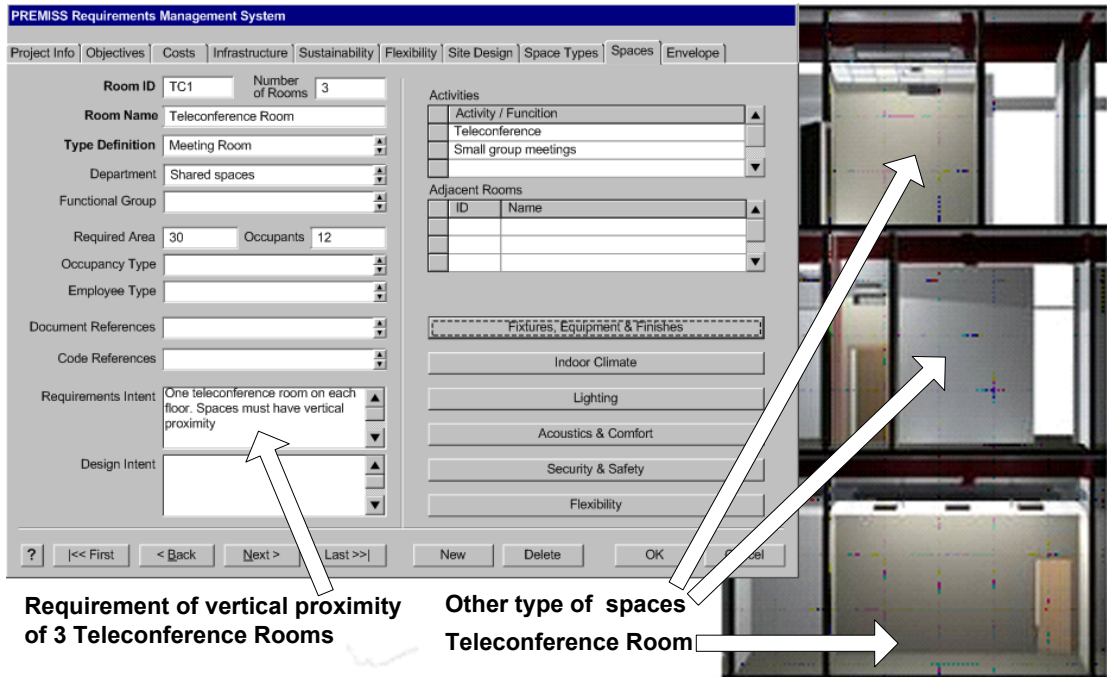 PREMISS Requirements Management System
Project Info Objectives Costs Infrastructure Sustainability Flexibility Site Design Space Types Spaces Envelope
Room ID TC1 Number of Rooms 3
Room Name Teleconference Room
Type Definition Meeting Room
Department Shared spaces
Functional Group
Required Area 30 Occupants 12
Occupancy Type
Employee Type
Document References
Code References
Requirements Intent One teleconference room on each
floor. Spaces must have vertical
proximity
Design Intent
Activities
Activity / Funcition
Teleconference
Small group meetings
Adjacent Rooms
ID Name
Fixtures, Equipment & Finishes
Indoor Climate
Lighting
Acoustics & Comfort
Security & Safety
Flexibility
? |<< First < Back Next > Last >>| New Delete OK Cancel
Requirement of vertical proximity
of 3 Teleconference Rooms
Other type of spaces
Teleconference Room